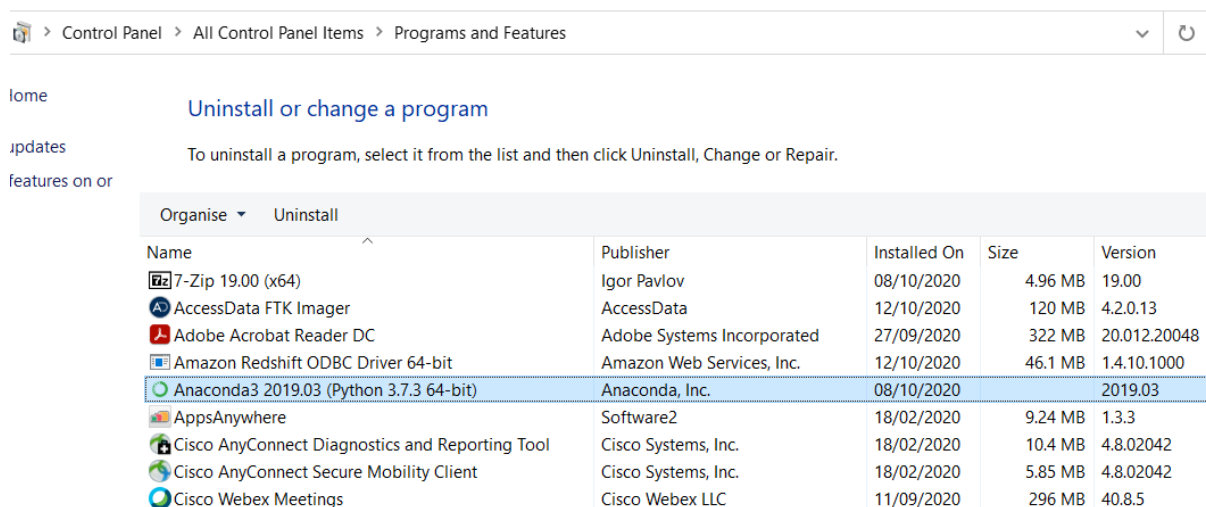 Control Panel > All Control Panel Items > Programs and Features
Home
Uninstall or change a program
updates
To uninstall a program, select it from the list and then click Uninstall, Change or Repair.
features on or
Organise Uninstall
Name Publisher Installed On Size Version
7-Zip 19.00 (x64) Igor Pavlov 08/10/2020 4.96 MB 19.00
AccessData FTK Imager AccessData 12/10/2020 120 MB 4.2.0.13
Adobe Acrobat Reader DC Adobe Systems Incorporated 27/09/2020 322 MB 20.012.20048
Amazon Redshift ODBC Driver 64-bit Amazon Web Services, Inc. 12/10/2020 46.1 MB 1.4.10.1000
Anaconda3 2019.03 (Python 3.7.3 64-bit) Anaconda, Inc. 08/10/2020 2019.03
AppsAnywhere Software2 18/02/2020 9.24 MB 1.3.3
Cisco AnyConnect Diagnostics and Reporting Tool Cisco Systems, Inc. 18/02/2020 10.4 MB 4.8.02042
Cisco AnyConnect Secure Mobility Client Cisco Systems, Inc. 18/02/2020 5.85 MB 4.8.02042
Cisco Webex Meetings Cisco Webex LLC 11/09/2020 296 MB 40.8.5